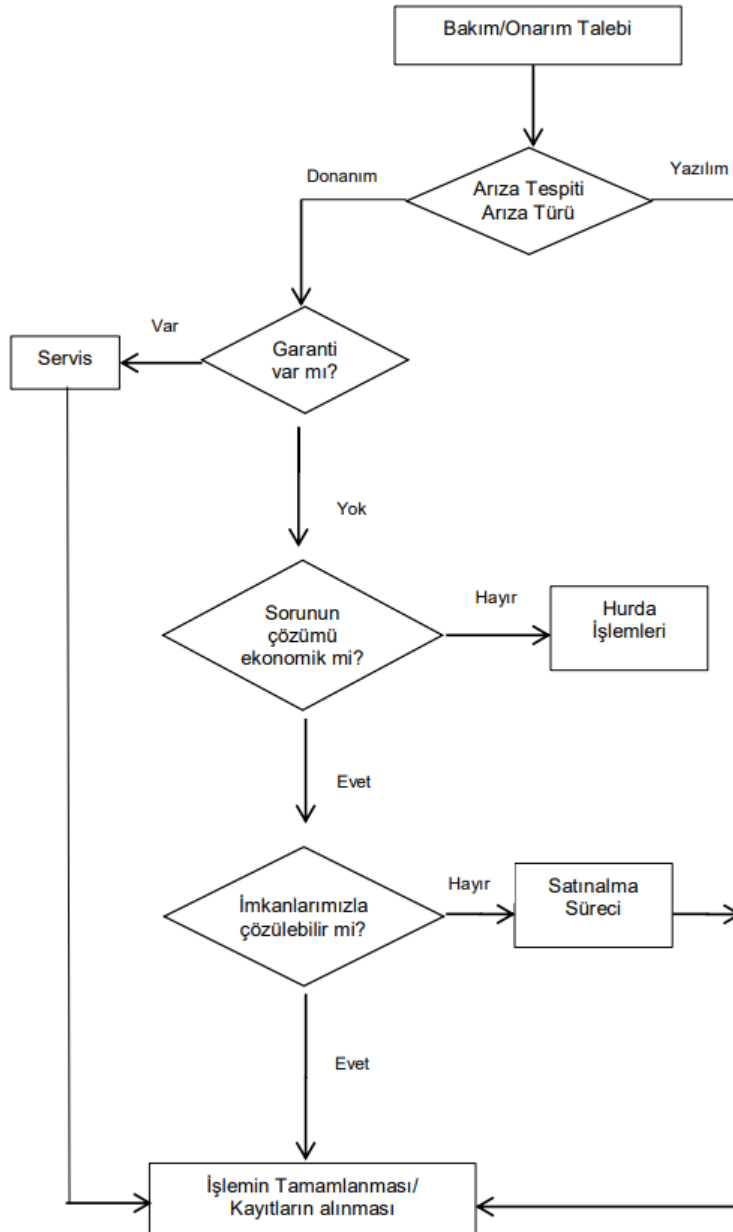 Bakım/Onarım Talebi
Donanım
Arıza Tespiti
Arıza Türü
Yazılım
Var
Servis
Garanti
var mı?
Yok
Sorunun
çözümü
ekonomik mi?
Hayır
Hurda
İşlemleri
Evet
İmkanlarımızla
çözülebilir mi?
Hayır
Satınalma
Süreci
Evet
İşlemin Tamamlanması/
Kayıtların alınması